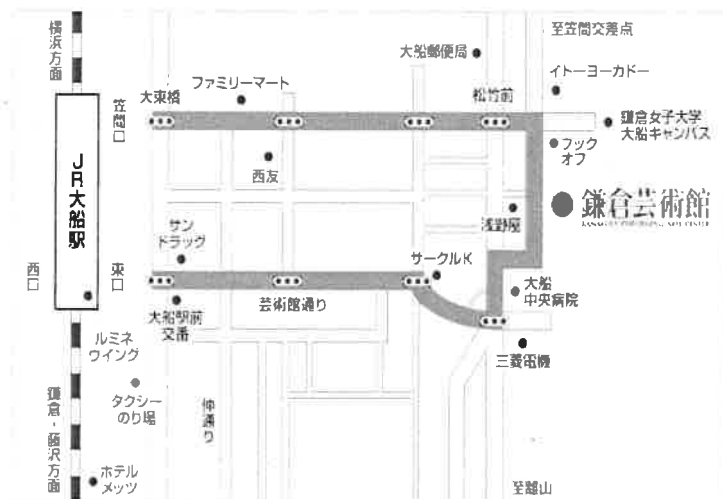 横浜方面
至笠間交差点
大船郵便局
イトーヨーカドー
ファミリーマート
大東橋
松竹前
笠間口
鎌倉女子大学
大船キャンパス
ブック
オフ
JR大船駅
西友
鎌倉芸術館
浅野屋
サン
ドラッグ
サークルK
西口
東口
大船
中央病院
芸術館通り
大船駅前
交番
ルミネ
ウイング
三菱電機
タクシー
のり場
仲通り
鎌倉・藤沢方面
ホテル
メッツ